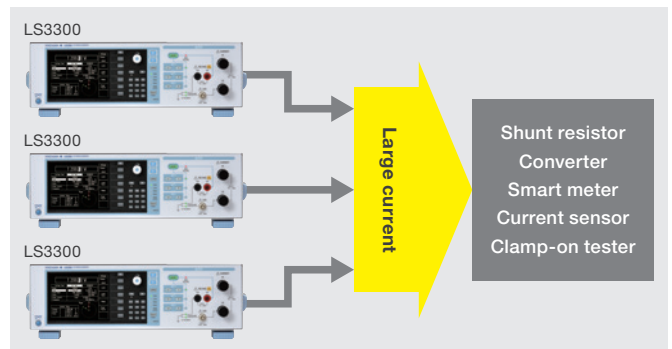 LS3300
LS3300
LS3300
Large current
Shunt resistor
Converter
Smart meter
Current sensor
Clamp-on tester